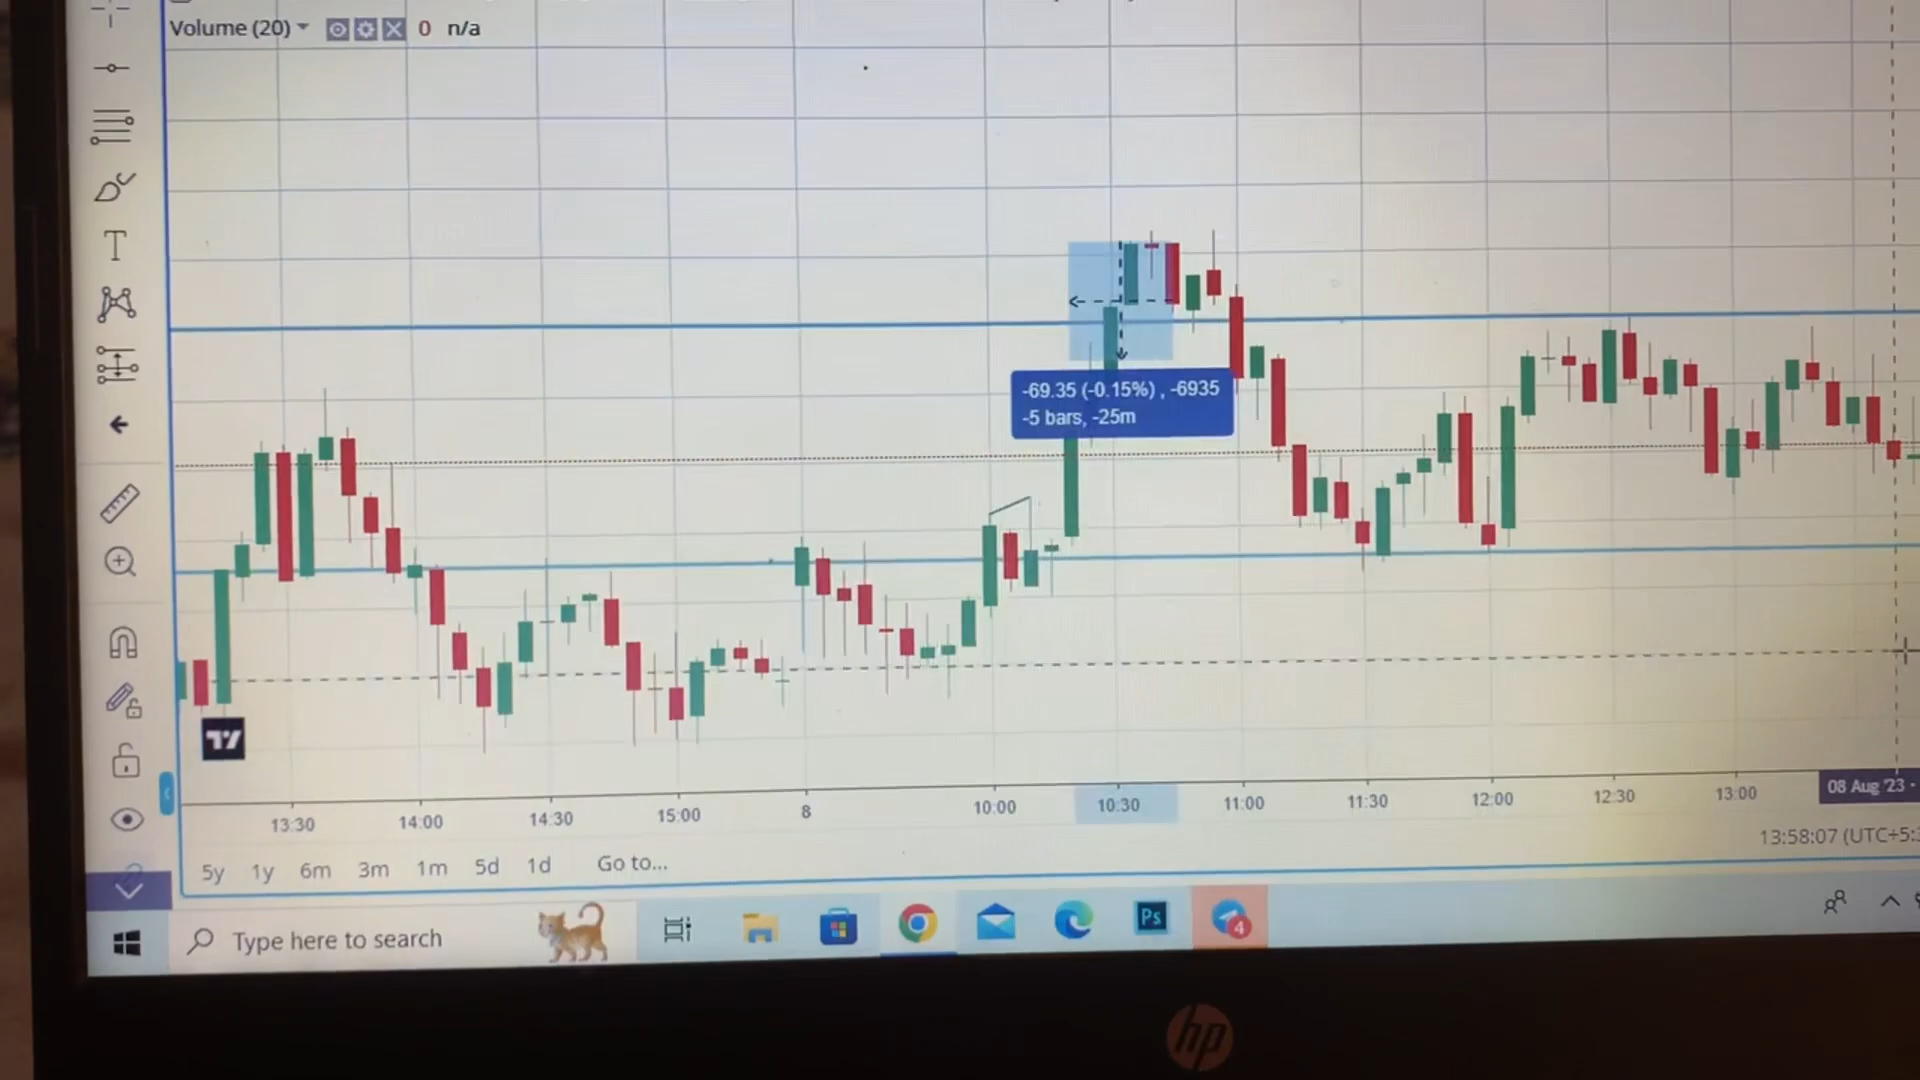 Volume (20) 0 n/a
T
-69.35 (-0.15%) , -6935
-5 bars, -25m
13:30 14:00 14:30 15:00 8 10:00 10:30 11:00 11:30 12:00 12:30 13:00 08 Aug '23
13:58:07 (UTC+5:3
5y 1y 6m 3m 1m 5d 1d Go to...
Type here to search
Ps
4
hp